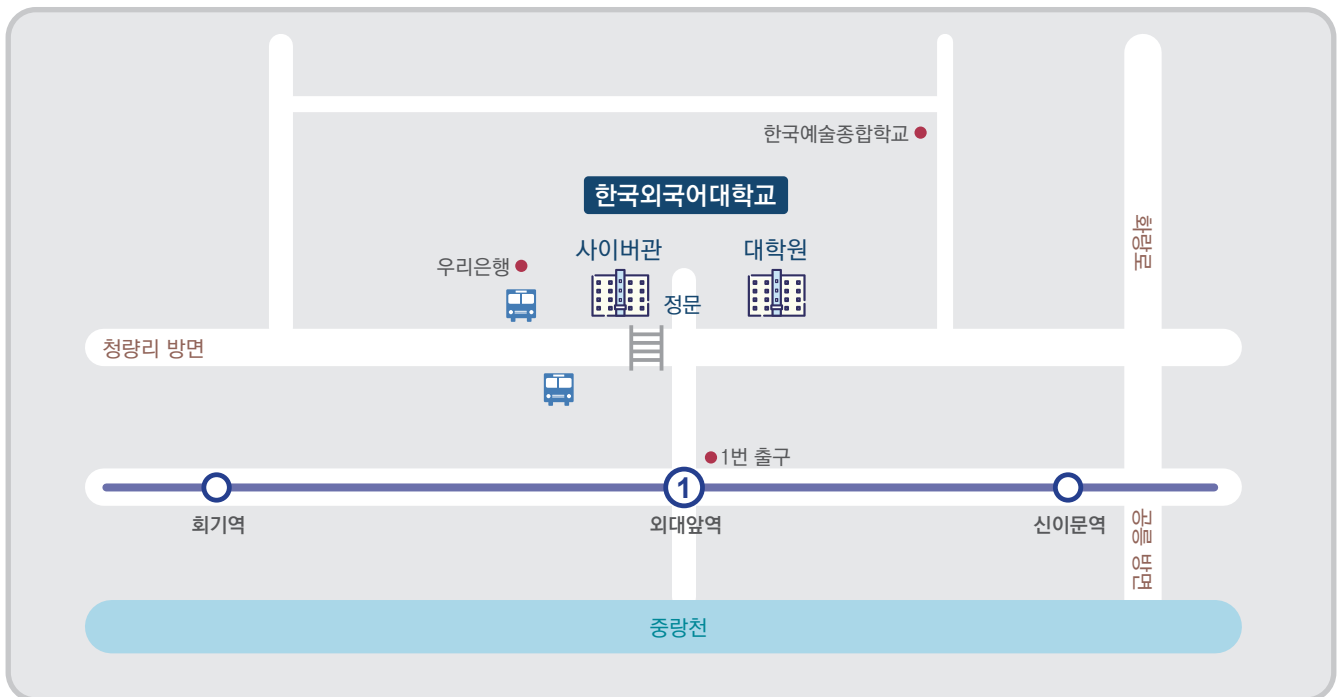 한국예술종합학교
한국외국어대학교
화랑로
사이버관
대학원
우리은행
정문
청량리 방면
1번 출구
1
회기역
외대앞역
신이문역
공릉 방면
중랑천